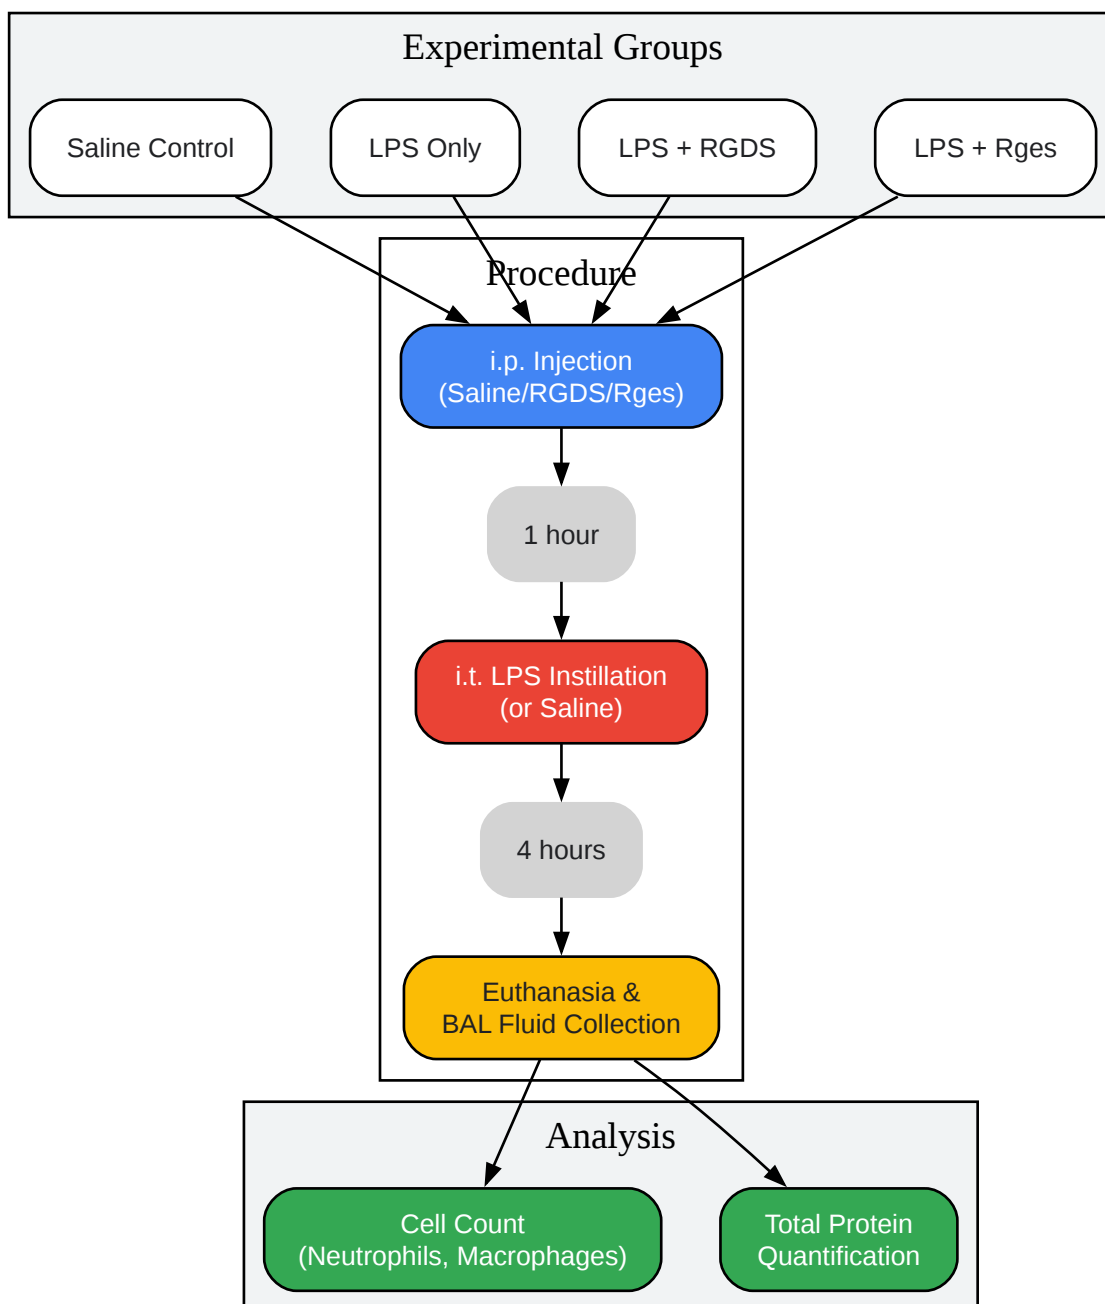 Experimental Groups
Saline Control
LPS Only
LPS + RGDS
LPS + Rges
Procedure
i.p. Injection
(Saline/RGDS/Rges)
1 hour
i.t. LPS Instillation
(or Saline)
4 hours
Euthanasia &
BAL Fluid Collection
Analysis
Cell Count
(Neutrophils, Macrophages)
Total Protein
Quantification